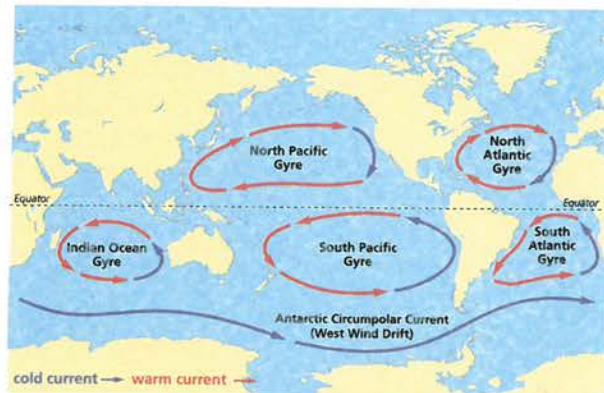 North Pacific
Gyre
North
Atlantic
Gyre
Equator
Equator
Indian Ocean
Gyre
South Pacific
Gyre
South
Atlantic
Gyre
Antarctic Circumpolar Current
(West Wind Drift)
cold current warm current